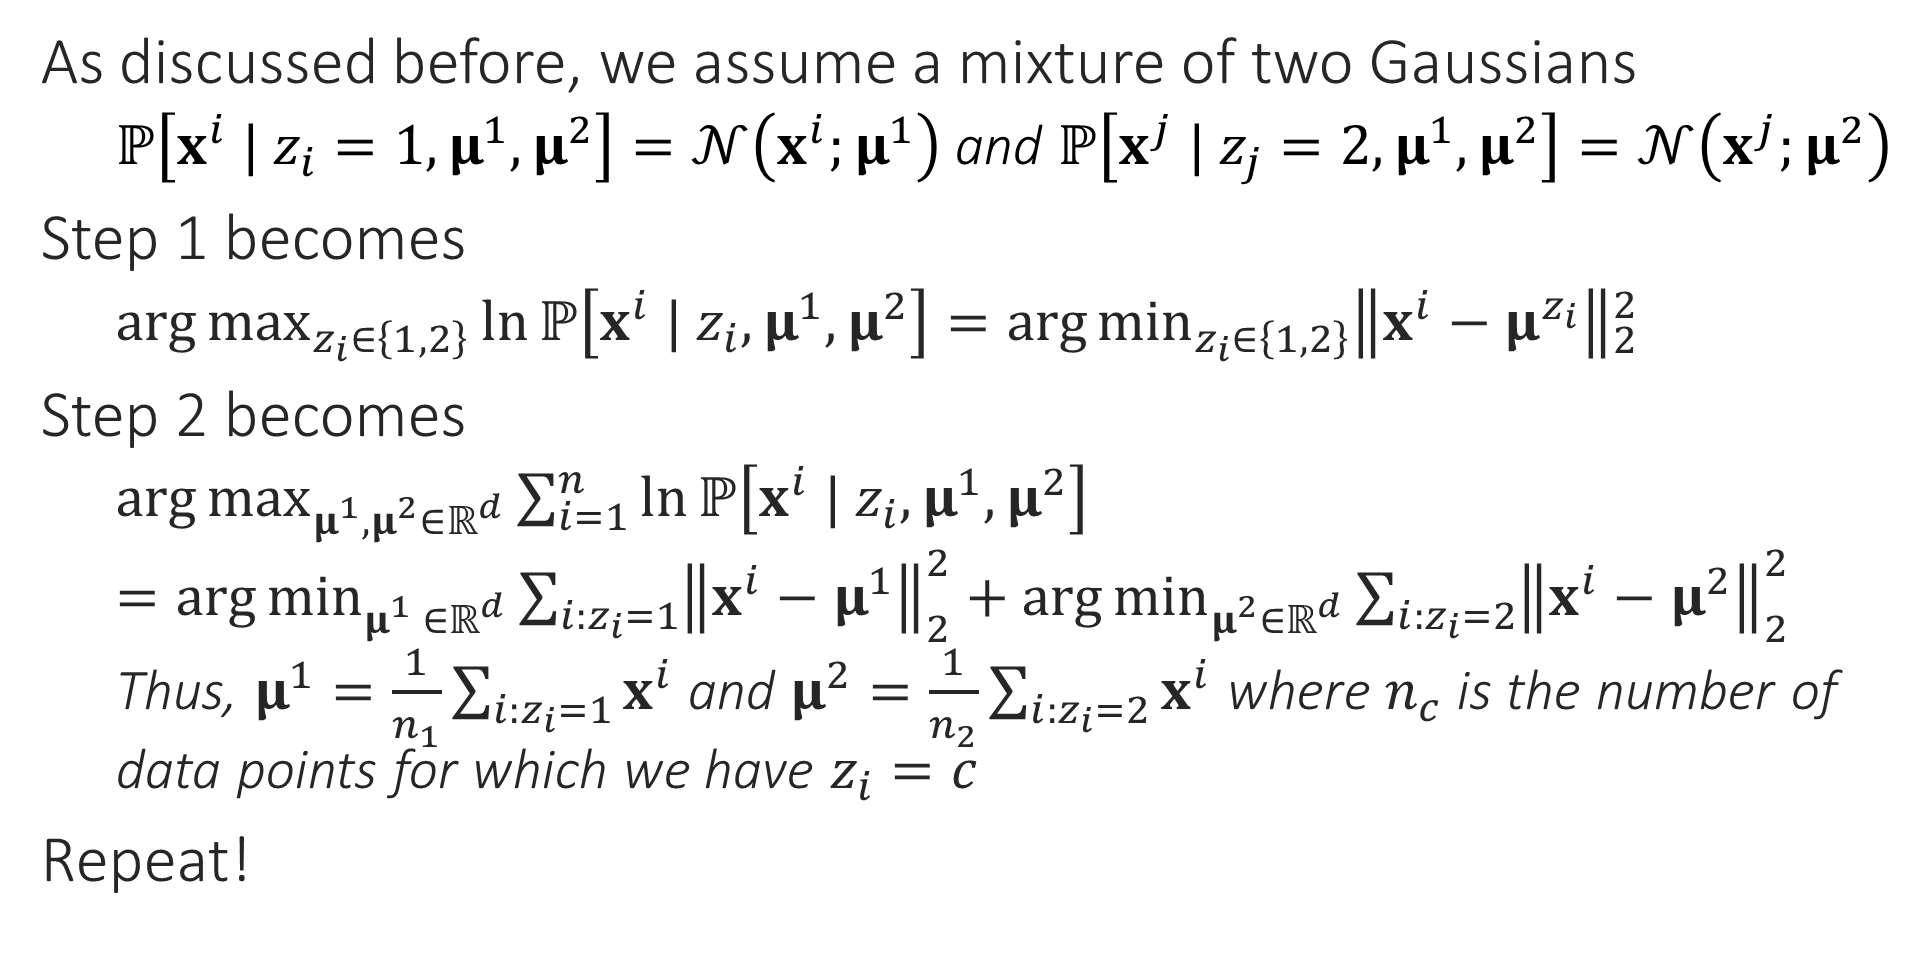 As discussed before, we assume a mixture of two Gaussians
ℙ[𝐱ⁱ | zᵢ = 1, 𝛍¹, 𝛍²] = 𝒩(𝐱ⁱ; 𝛍¹) and ℙ[𝐱ʲ | zⱼ = 2, 𝛍¹, 𝛍²] = 𝒩(𝐱ʲ; 𝛍²)
Step 1 becomes
arg max_{zᵢ∈{1,2}} ln ℙ[𝐱ⁱ | zᵢ, 𝛍¹, 𝛍²] = arg min_{zᵢ∈{1,2}} ‖𝐱ⁱ − 𝛍^{zᵢ}‖₂²
Step 2 becomes
arg max_{𝛍¹,𝛍²∈ℝᵈ} ∑_{i=1}^{n} ln ℙ[𝐱ⁱ | zᵢ, 𝛍¹, 𝛍²]
= arg min_{𝛍¹ ∈ℝᵈ} ∑_{i:zᵢ=1} ‖𝐱ⁱ − 𝛍¹‖₂² + arg min_{𝛍²∈ℝᵈ} ∑_{i:zᵢ=2} ‖𝐱ⁱ − 𝛍²‖₂²
Thus, 𝛍¹ = 1/n₁ ∑_{i:zᵢ=1} 𝐱ⁱ and 𝛍² = 1/n₂ ∑_{i:zᵢ=2} 𝐱ⁱ where n_c is the number of
data points for which we have zᵢ = c
Repeat!